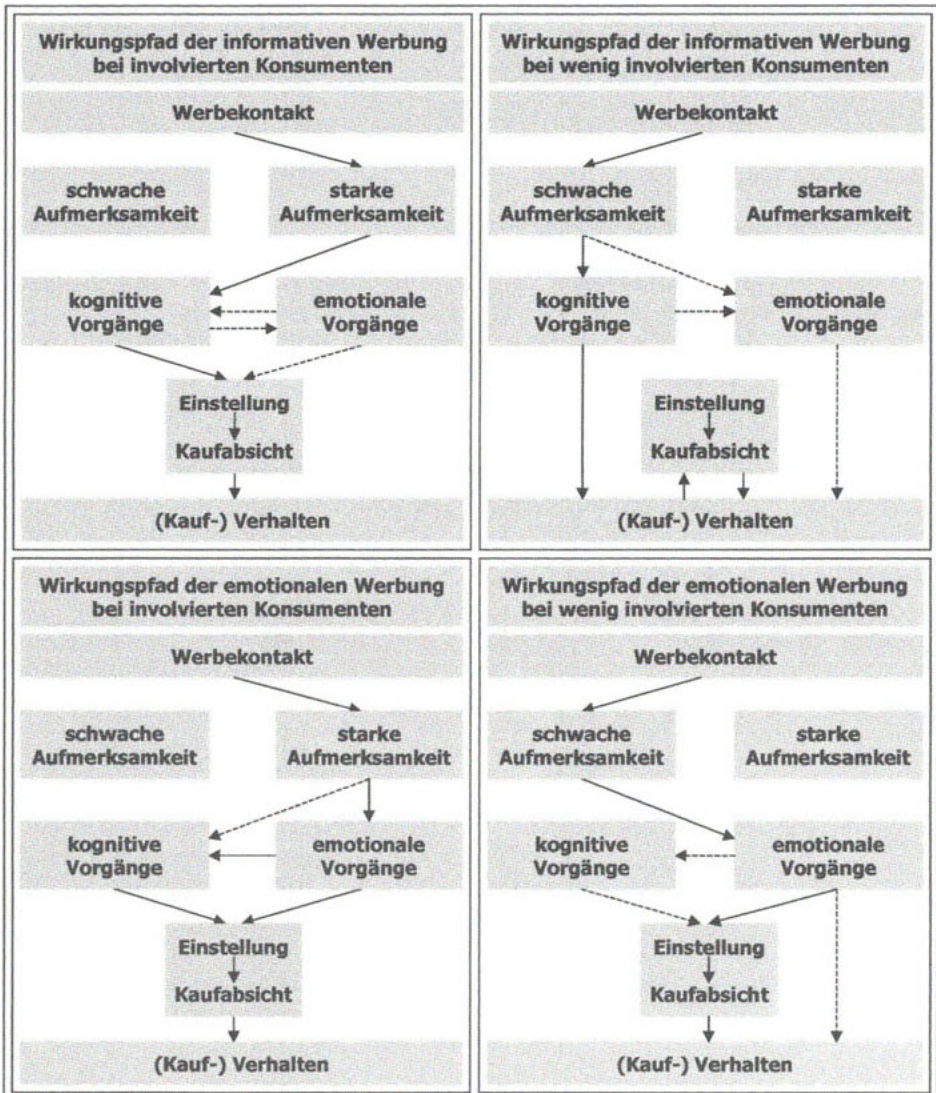 Wirkungspfad der informativen Werbung
bei involvierten Konsumenten
Werbekontakt
schwache
Aufmerksamkeit
starke
Aufmerksamkeit
kognitive
Vorgänge
emotionale
Vorgänge
Einstellung
Kaufabsicht
(Kauf-) Verhalten
Wirkungspfad der informativen Werbung
bei wenig involvierten Konsumenten
Werbekontakt
schwache
Aufmerksamkeit
starke
Aufmerksamkeit
kognitive
Vorgänge
emotionale
Vorgänge
Einstellung
Kaufabsicht
(Kauf-) Verhalten
Wirkungspfad der emotionalen Werbung
bei involvierten Konsumenten
Werbekontakt
schwache
Aufmerksamkeit
starke
Aufmerksamkeit
kognitive
Vorgänge
emotionale
Vorgänge
Einstellung
Kaufabsicht
(Kauf-) Verhalten
Wirkungspfad der emotionalen Werbung
bei wenig involvierten Konsumenten
Werbekontakt
schwache
Aufmerksamkeit
starke
Aufmerksamkeit
kognitive
Vorgänge
emotionale
Vorgänge
Einstellung
Kaufabsicht
(Kauf-) Verhalten